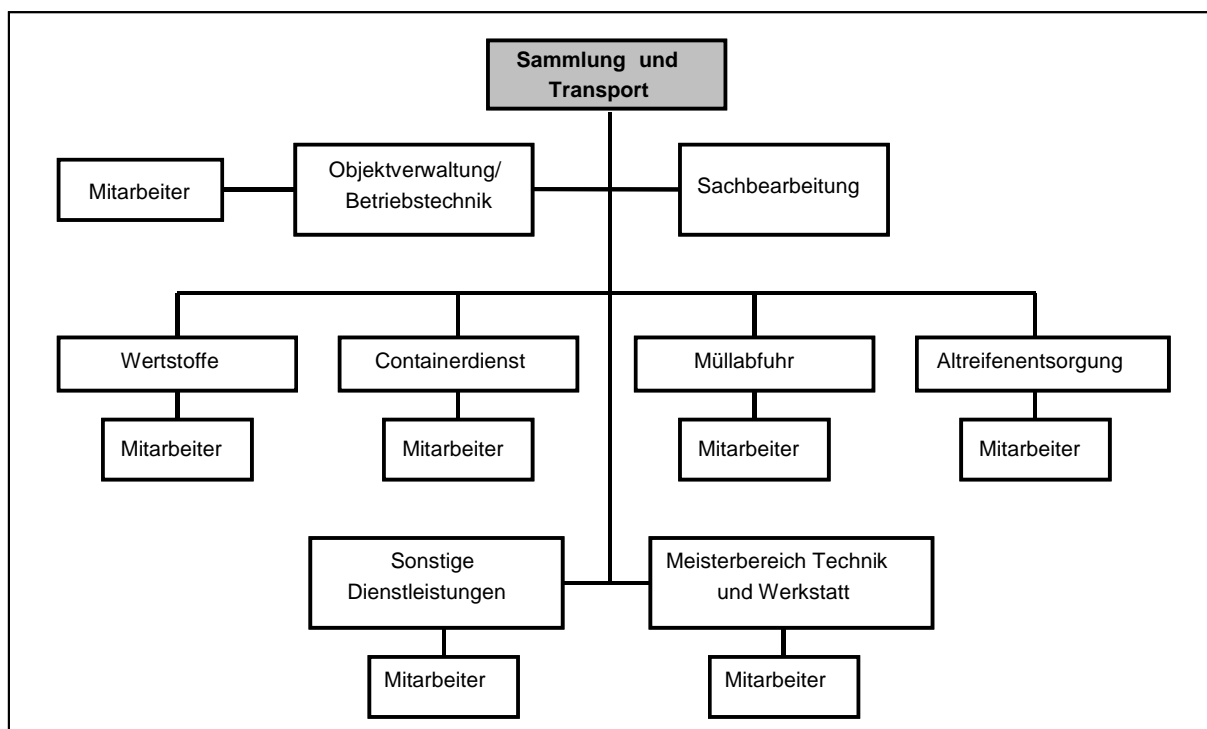 Sammlung und
Transport
Mitarbeiter
Objektverwaltung/
Betriebstechnik
Sachbearbeitung
Wertstoffe
Containerdienst
Müllabfuhr
Altreifenentsorgung
Mitarbeiter
Mitarbeiter
Mitarbeiter
Mitarbeiter
Sonstige
Dienstleistungen
Meisterbereich Technik
und Werkstatt
Mitarbeiter
Mitarbeiter